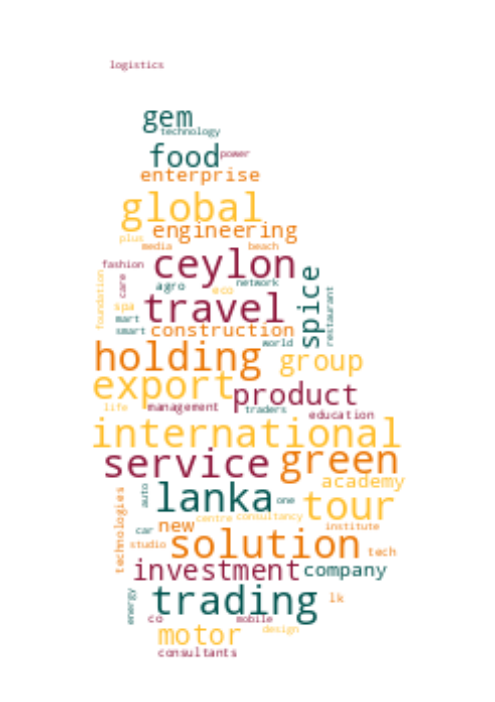 logistics
gem
technology
food power
enterprise
global
engineering
plus
media beach
ceylon
fashion
care
network
agro
eco
foundation
spice
restaurant
travel
spa
mart
smart construction
world
holding group
export
product
life management traders
education
international
service green
academy
technologies
auto
lanka one
tour
centre consultancy
new
car
institute
studio solution tech
investment company
energy
trading lk
co mobile
motor design
consultants